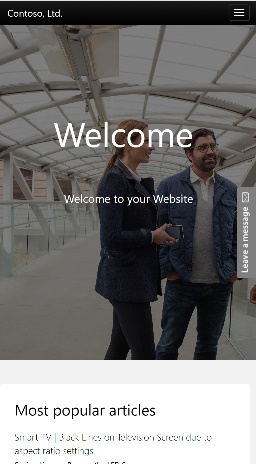 Contoso, Ltd.
Welcome
Welcome to your Website
Leave a message
Most popular articles
Smart TV | Black Lines on Television Screen due to
aspect ratio settings